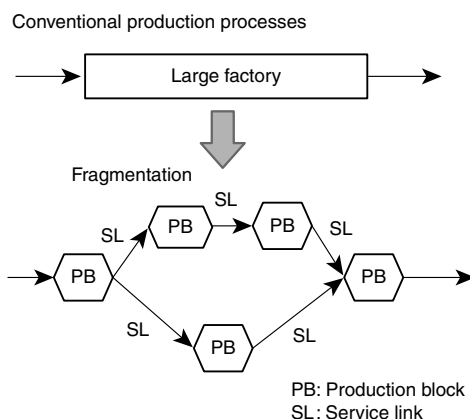 Conventional production processes
Large factory
Fragmentation
SL
PB
PB
SL
SL
PB
PB
SL
SL
PB
PB: Production block
SL: Service link